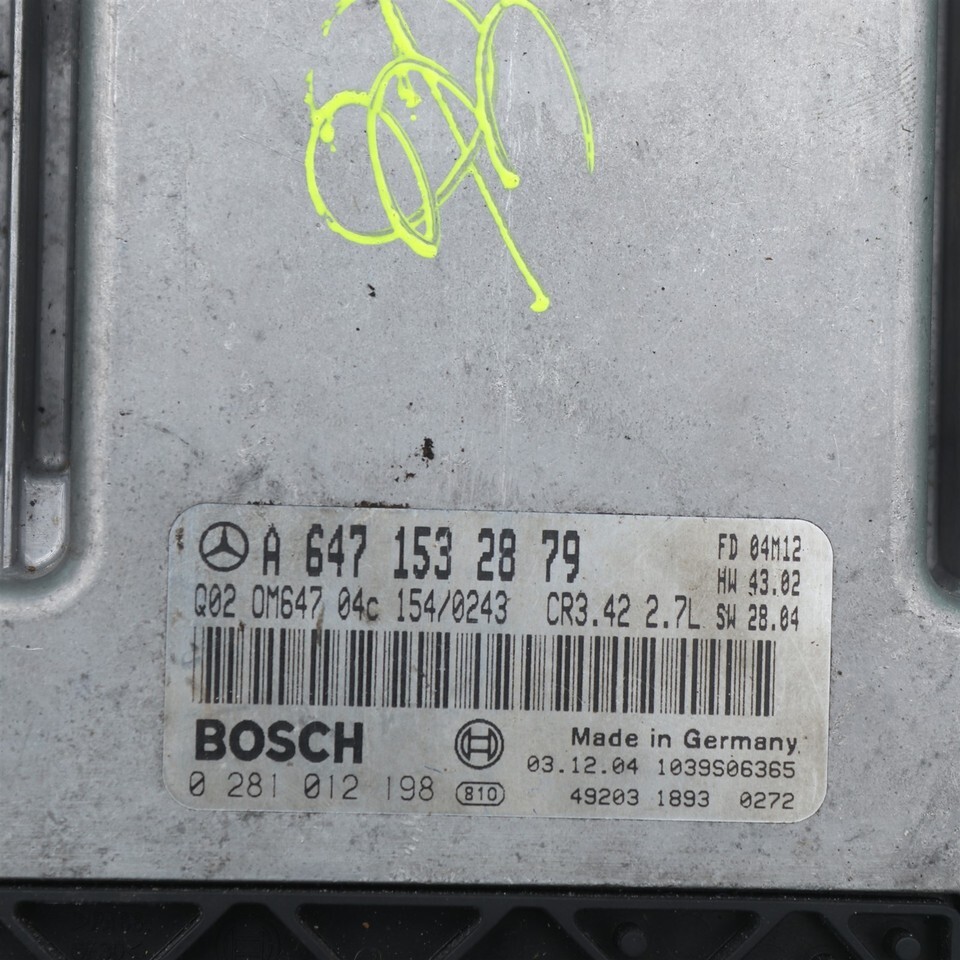 A 647 153 28 79
FD 04M12
HW 43.02
Q02 OM647 04c 154/0243 CR3.42 2.7L SW 28.04
BOSCH
Made in Germany
03.12.04 1039S06365
0 281 012 198 810
49203 1893 0272